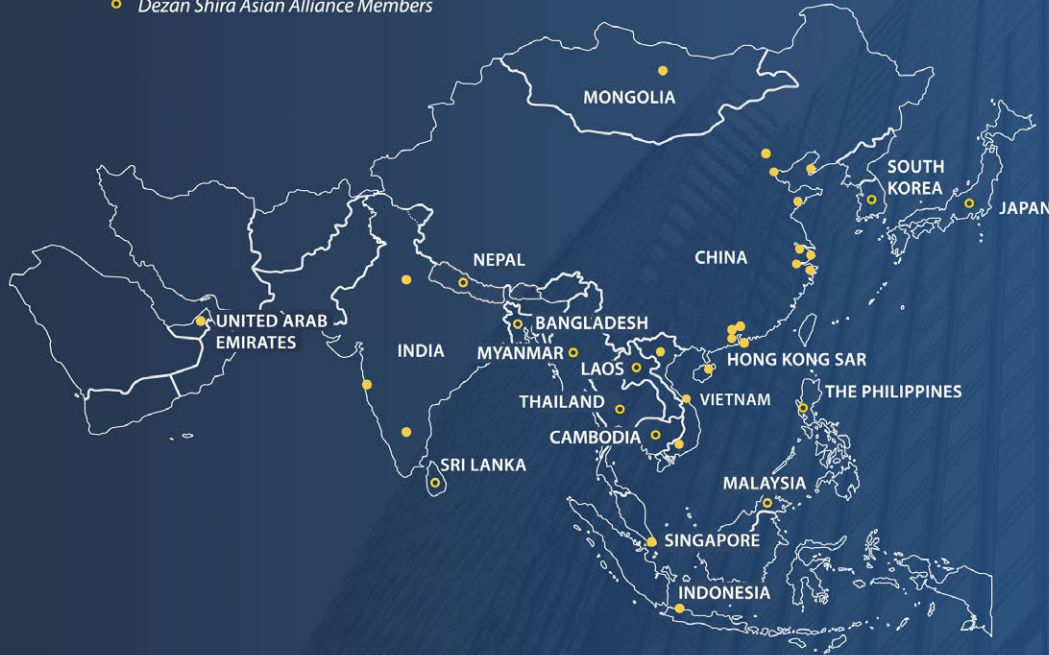 Dezan Shira Asian Alliance Members
MONGOLIA
SOUTH
KOREA
JAPAN
CHINA
NEPAL
UNITED ARAB
EMIRATES
BANGLADESH
INDIA
MYANMAR
HONG KONG SAR
LAOS
THE PHILIPPINES
THAILAND
VIETNAM
CAMBODIA
SRI LANKA
MALAYSIA
SINGAPORE
INDONESIA